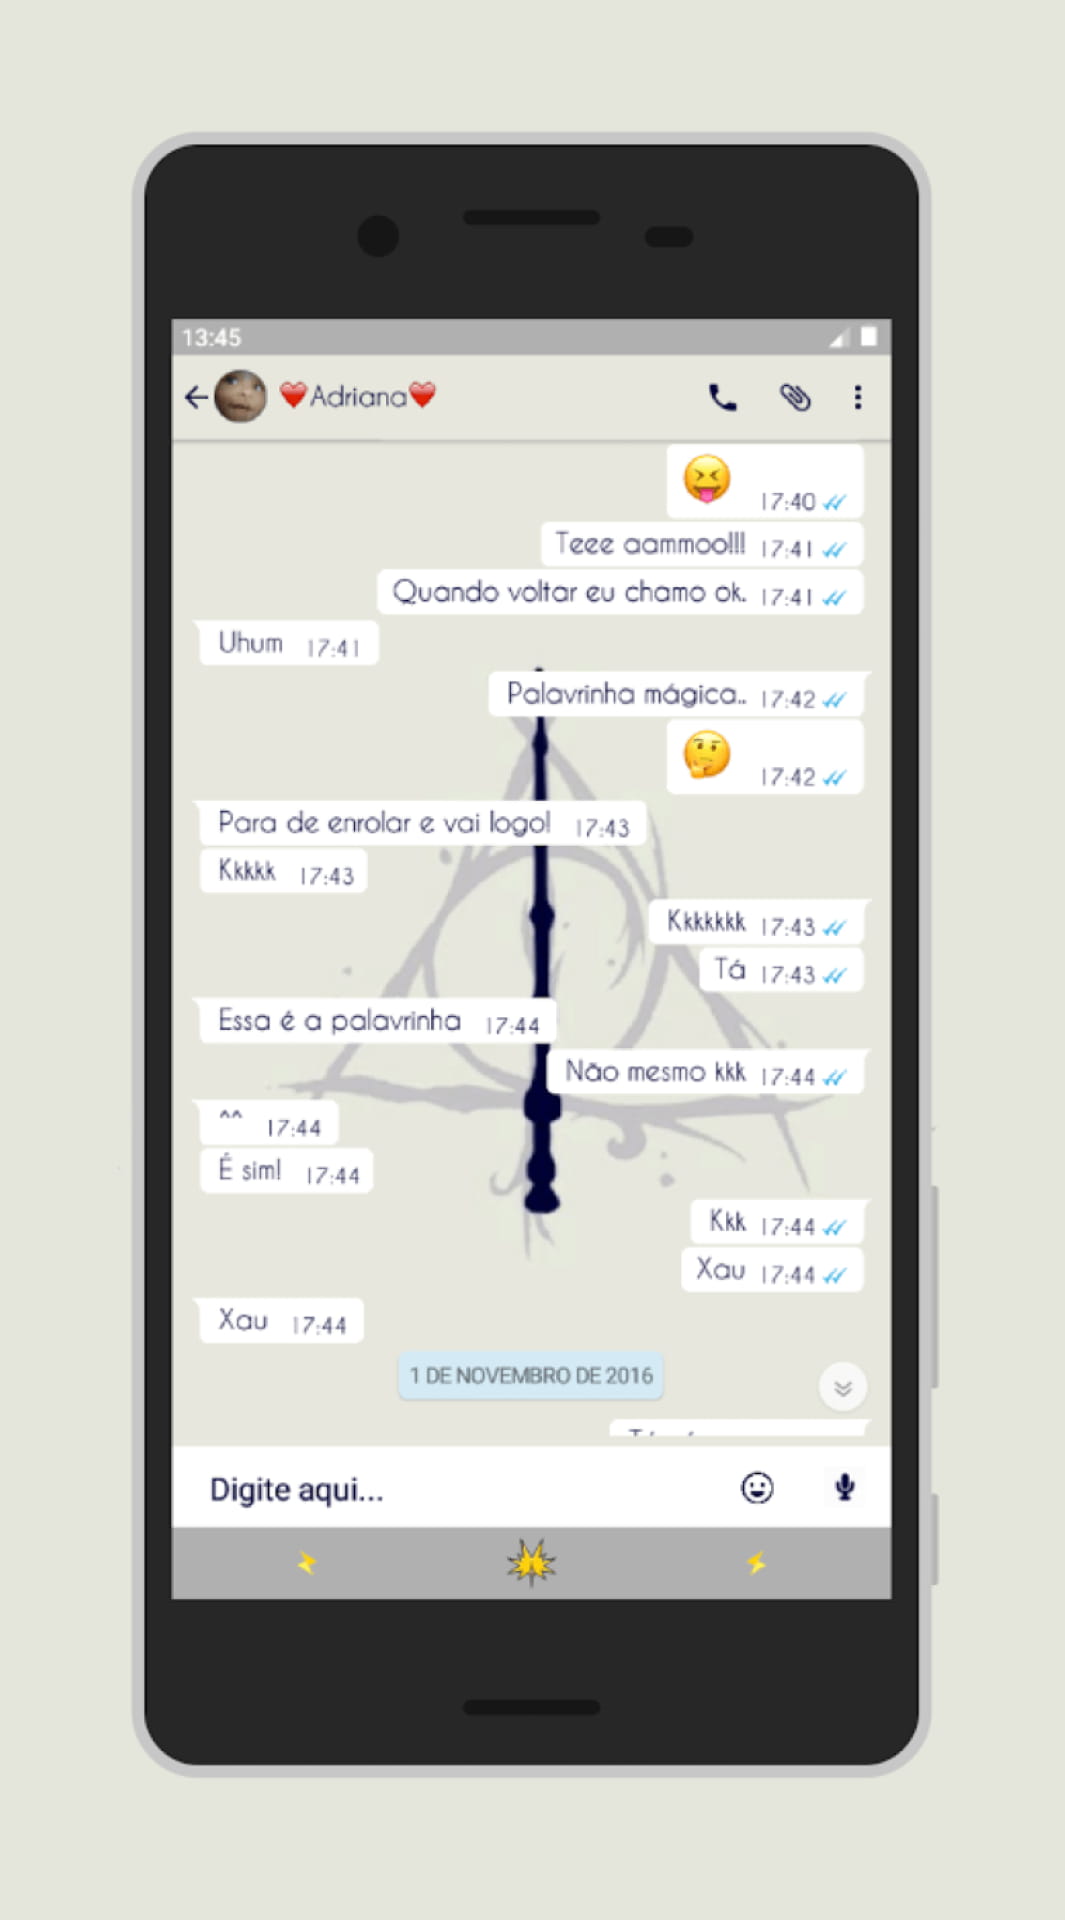 13:45
❤Adriana❤
😝 17:40
Teee aammoo!!! 17:41
Quando voltar eu chamo ok. 17:41
Uhum 17:41
Palavrinha mágica.. 17:42
🤔 17:42
Para de enrolar e vai logo! 17:43
Kkkkk 17:43
Kkkkkkk 17:43
Tá 17:43
Essa é a palavrinha 17:44
Não mesmo kkk 17:44
^^ 17:44
É sim! 17:44
Kkk 17:44
Xau 17:44
Xau 17:44
1 DE NOVEMBRO DE 2016
Digite aqui...